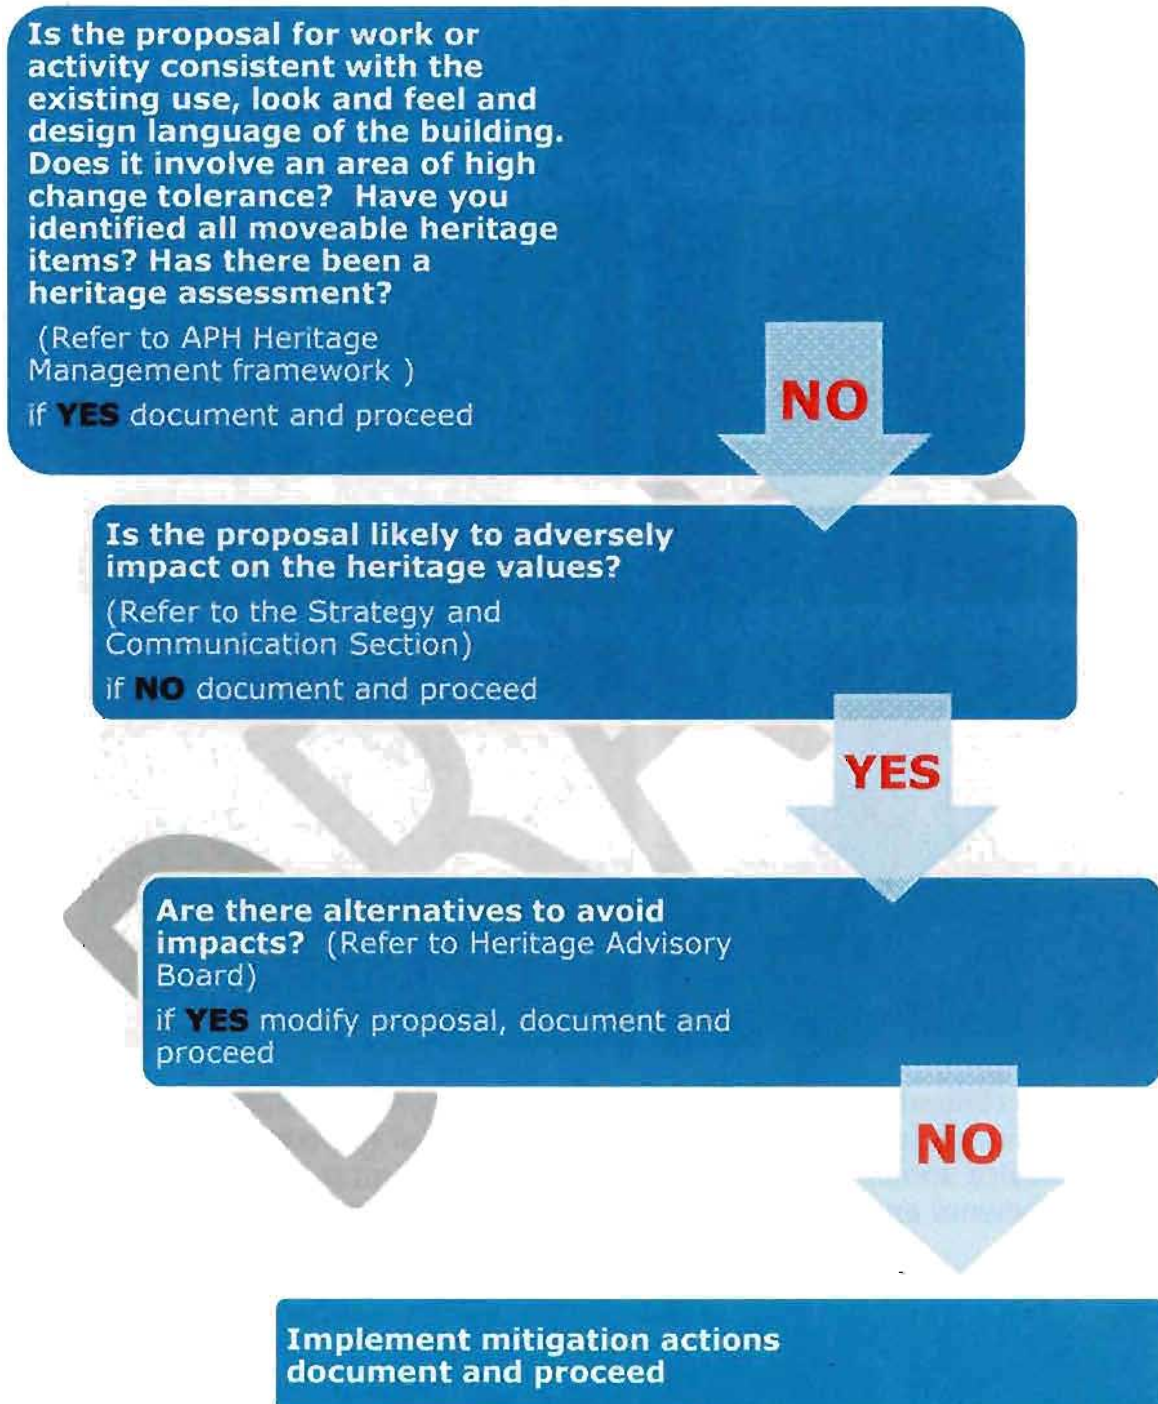 Is the proposal for work or
activity consistent with the
existing use, look and feel and
design language of the building.
Does it involve an area of high
change tolerance?  Have you
identified all moveable heritage
items? Has there been a
heritage assessment?
(Refer to APH Heritage
Management framework )
if YES document and proceed
NO
Is the proposal likely to adversely
impact on the heritage values?
(Refer to the Strategy and
Communication Section)
if NO document and proceed
YES
Are there alternatives to avoid
impacts?  (Refer to Heritage Advisory
Board)
if YES modify proposal, document and
proceed
NO
Implement mitigation actions
document and proceed